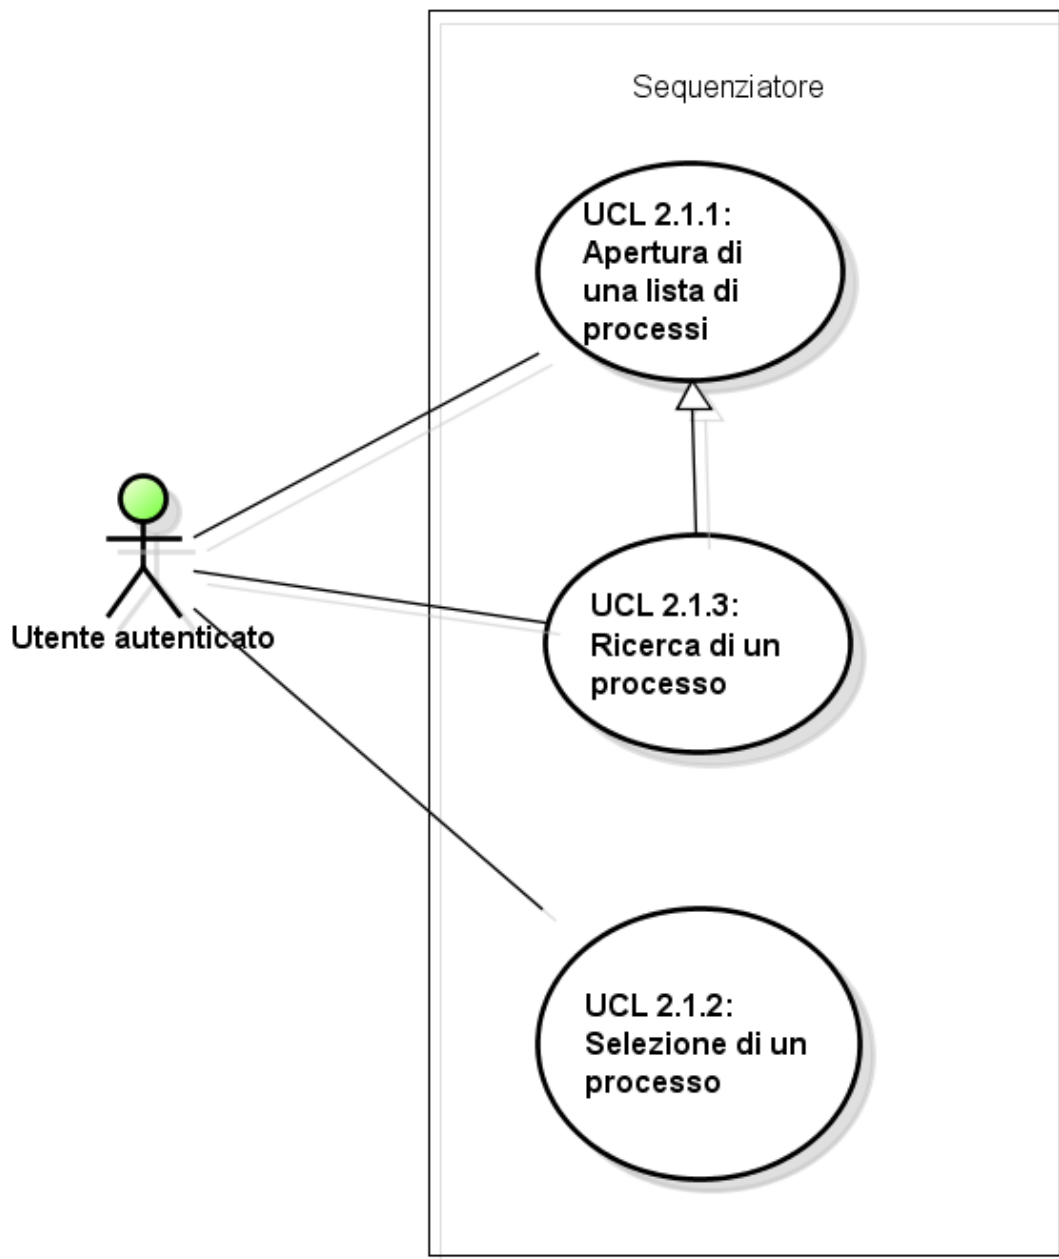 Sequenziatore
UCL 2.1.1:
Apertura di
una lista di
processi
Utente autenticato
UCL 2.1.3:
Ricerca di un
processo
UCL 2.1.2:
Selezione di un
processo